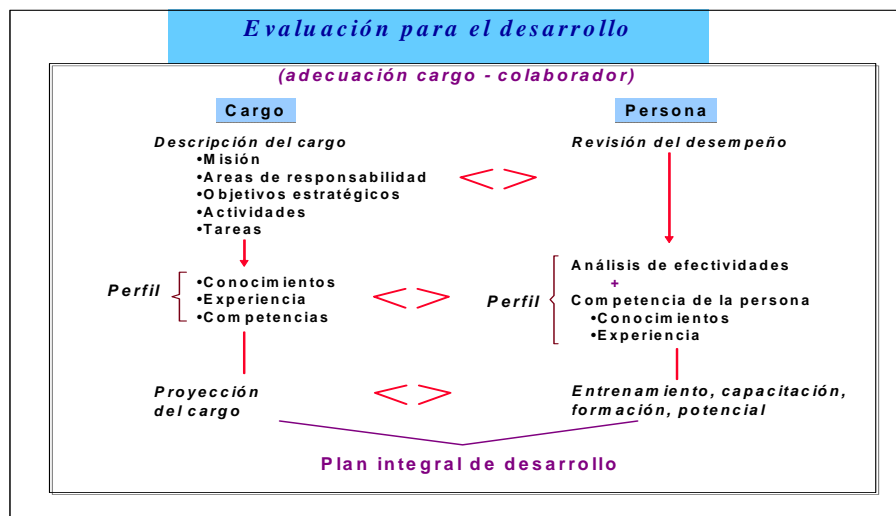 Evaluación para el desarrollo
(adecuación cargo - colaborador)
Cargo
Descripción del cargo
•Misión
•Areas de responsabilidad
•Objetivos estratégicos
•Actividades
•Tareas
Perfil
•Conocimientos
•Experiencia
•Competencias
Proyección
del cargo
Persona
Revisión del desempeño
Perfil
Análisis de efectividades
+
Competencia de la persona
•Conocimientos
•Experiencia
Entrenamiento, capacitación,
formación, potencial
Plan integral de desarrollo